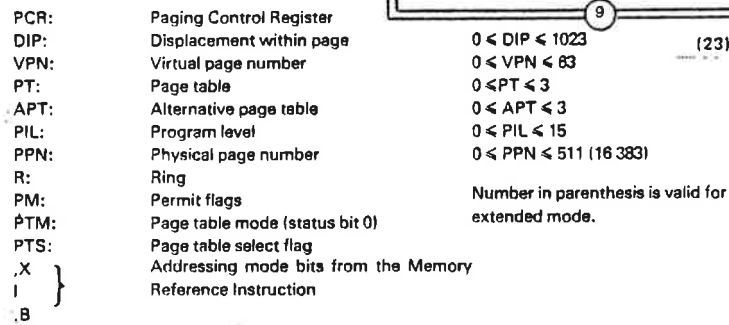 9
PCR: Paging Control Register
DIP: Displacement within page 0 ≤ DIP ≤ 1023 (23)
VPN: Virtual page number 0 ≤ VPN ≤ 63
PT: Page table 0 ≤PT ≤ 3
APT: Alternative page table 0 ≤ APT ≤ 3
PIL: Program level 0 ≤ PIL ≤ 15
PPN: Physical page number 0 ≤ PPN ≤ 511 (16 383)
R: Ring
PM: Permit flags Number in parenthesis is valid for
PTM: Page table mode (status bit 0) extended mode.
PTS: Page table select flag
,X Addressing mode bits from the Memory
I } Reference Instruction
,B